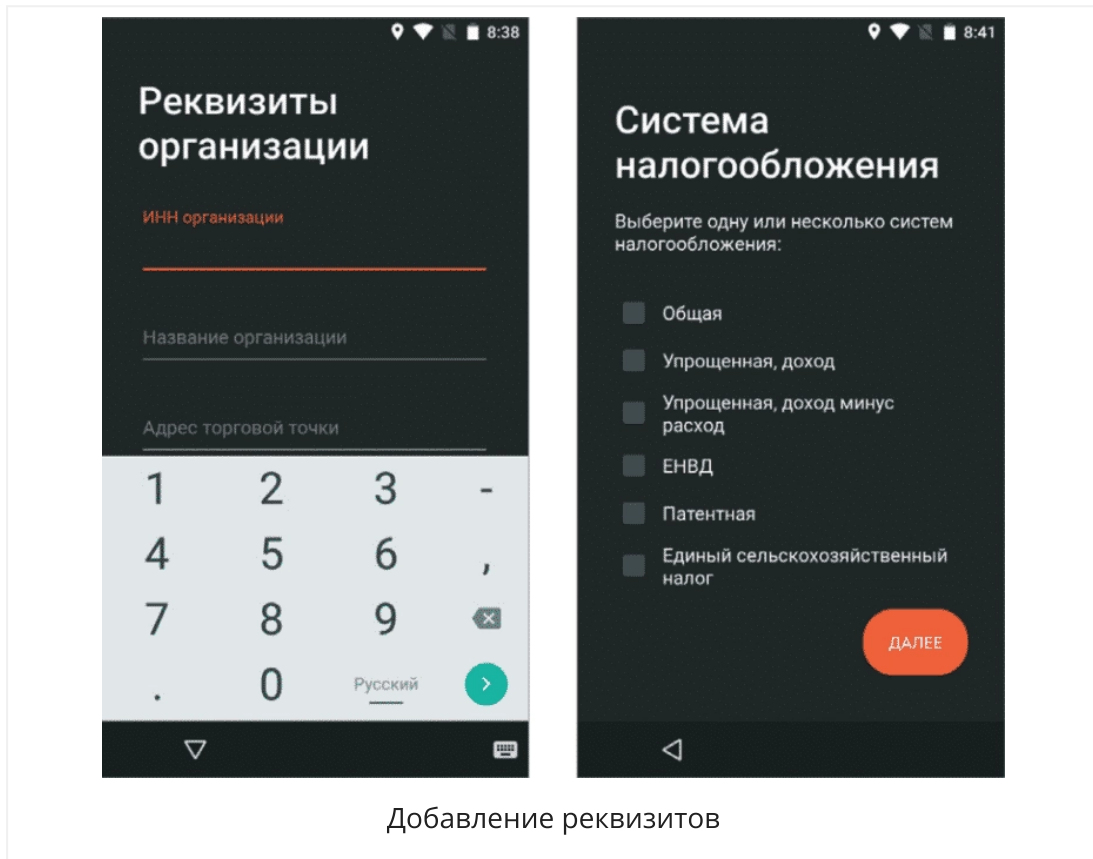 8:38
Реквизиты
организации
ИНН организации
Название организации
Адрес торговой точки
1 2 3 -
4 5 6 ,
7 8 9
. 0 Русский
8:41
Система
налогообложения
Выберите одну или несколько систем
налогообложения:
Общая
Упрощенная, доход
Упрощенная, доход минус
расход
ЕНВД
Патентная
Единый сельскохозяйственный
налог
ДАЛЕЕ
Добавление реквизитов